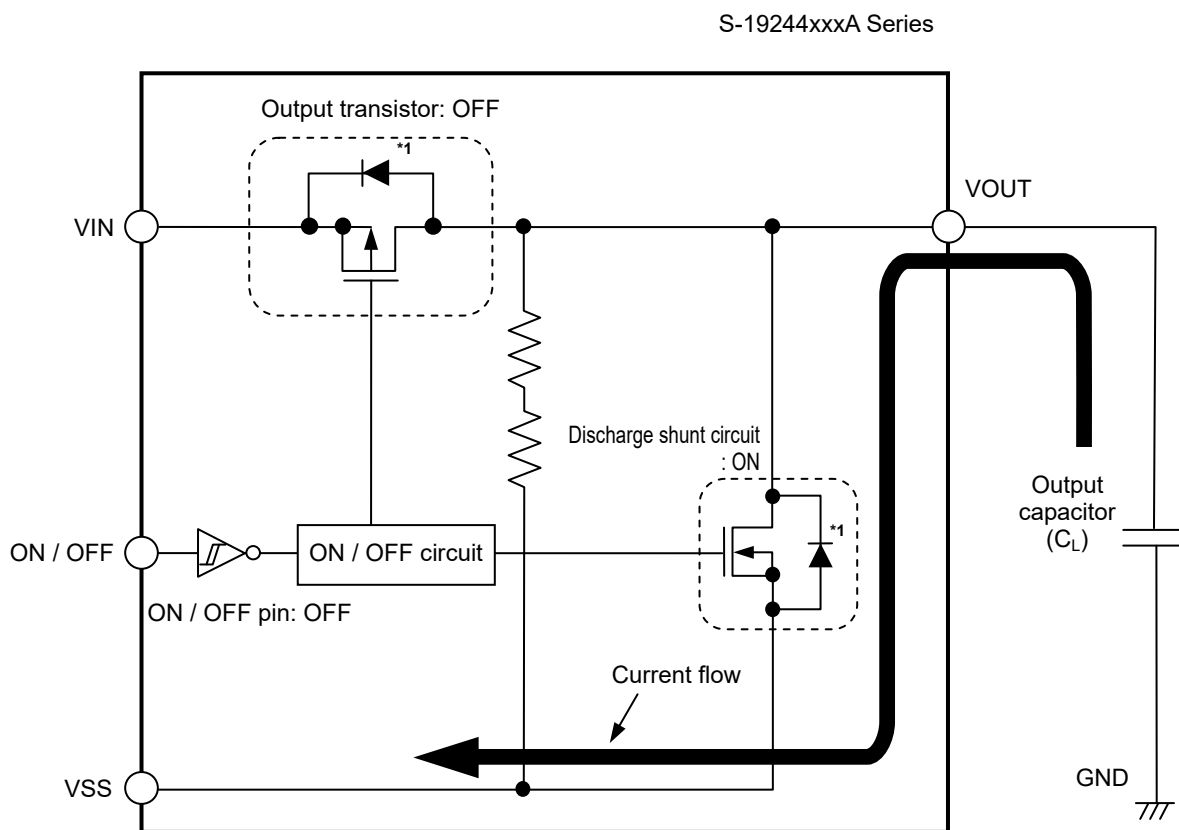 S-19244xxxA Series
Output transistor: OFF
*1
VIN
VOUT
Discharge shunt circuit
: ON
*1
Output
capacitor
(CL)
ON / OFF
ON / OFF circuit
ON / OFF pin: OFF
Current flow
VSS
GND